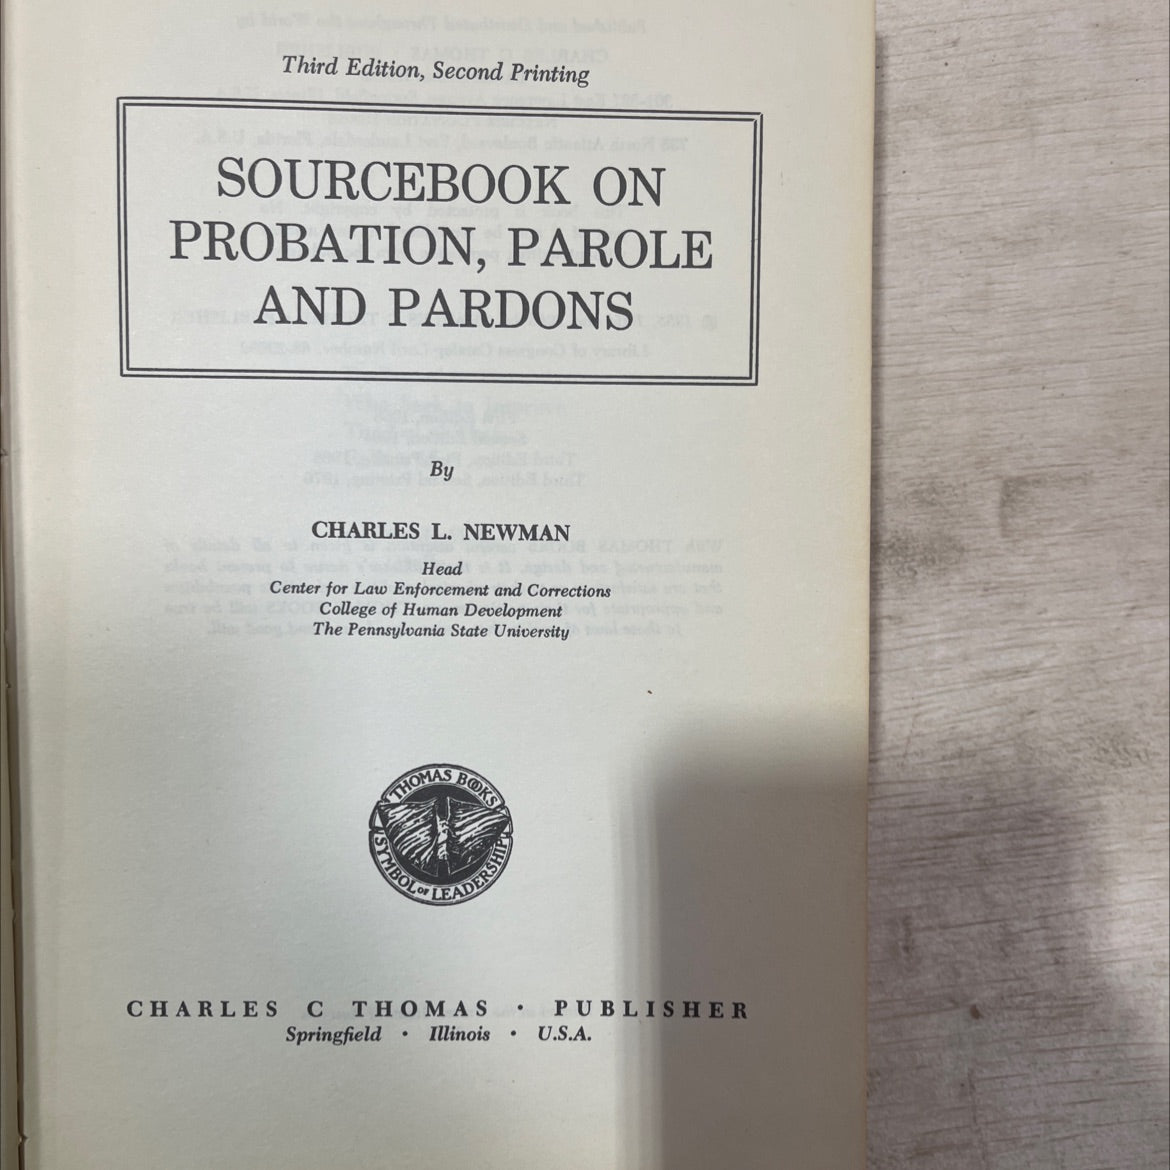 Third Edition, Second Printing
SOURCEBOOK ON
PROBATION, PAROLE
AND PARDONS
By
CHARLES L. NEWMAN
Head
Center for Law Enforcement and Corrections
College of Human Development
The Pennsylvania State University
THOMAS BOOKS
SYMBOL OF LEADERSHIP
CHARLES C THOMAS • PUBLISHER
Springfield • Illinois • U.S.A.